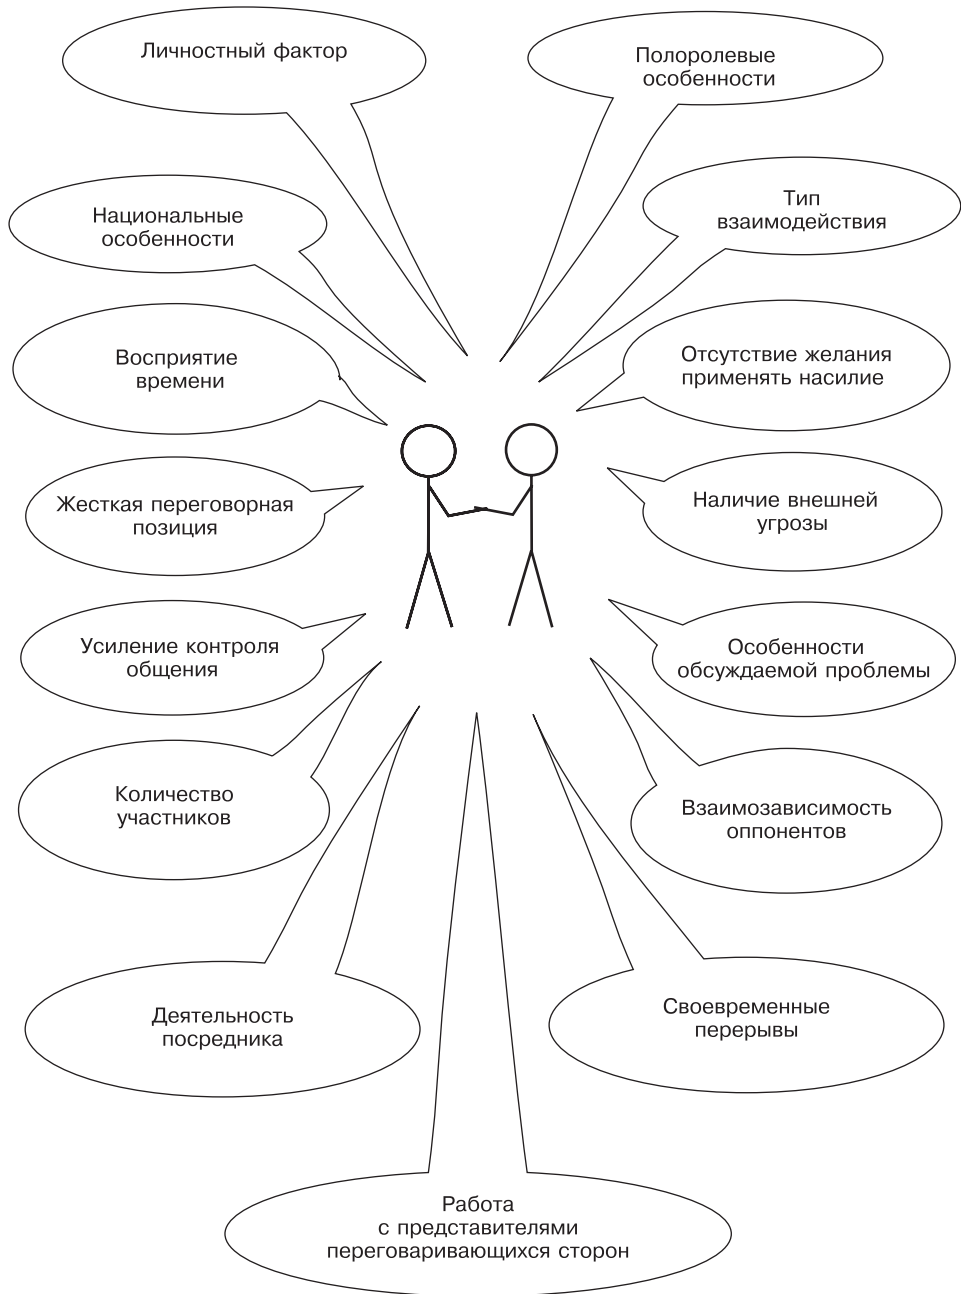 Личностный фактор
Полоролевые
особенности
Национальные
особенности
Тип
взаимодействия
Восприятие
времени
Отсутствие желания
применять насилие
Жесткая переговорная
позиция
Наличие внешней
угрозы
Усиление контроля
общения
Особенности
обсуждаемой проблемы
Количество
участников
Взаимозависимость
оппонентов
Деятельность
посредника
Своевременные
перерывы
Работа
с представителями
переговаривающихся сторон